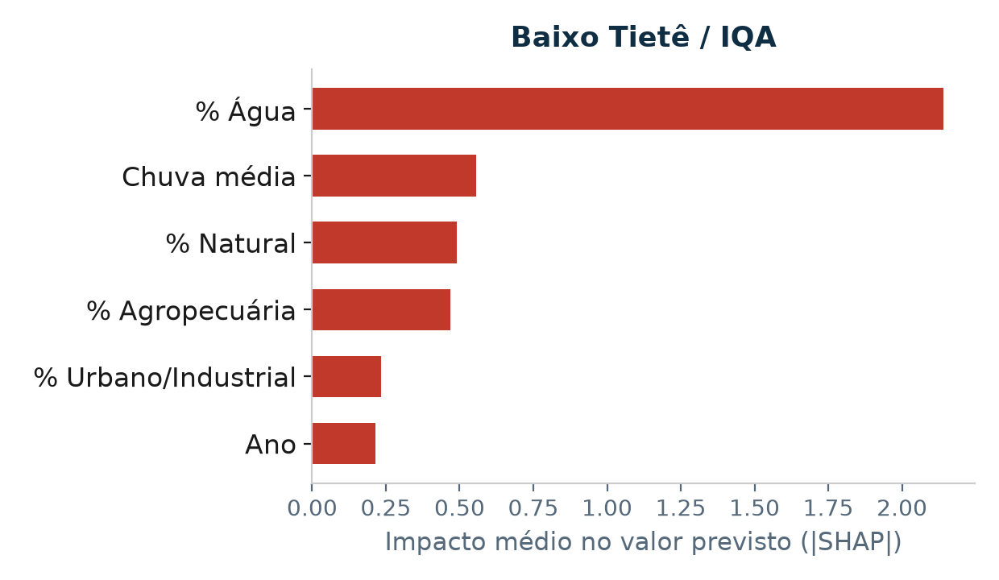 Baixo Tietê / IQA
% Água
Chuva média
% Natural
% Agropecuária
% Urbano/Industrial
Ano
0.00 0.25 0.50 0.75 1.00 1.25 1.50 1.75 2.00
Impacto médio no valor previsto (|SHAP|)